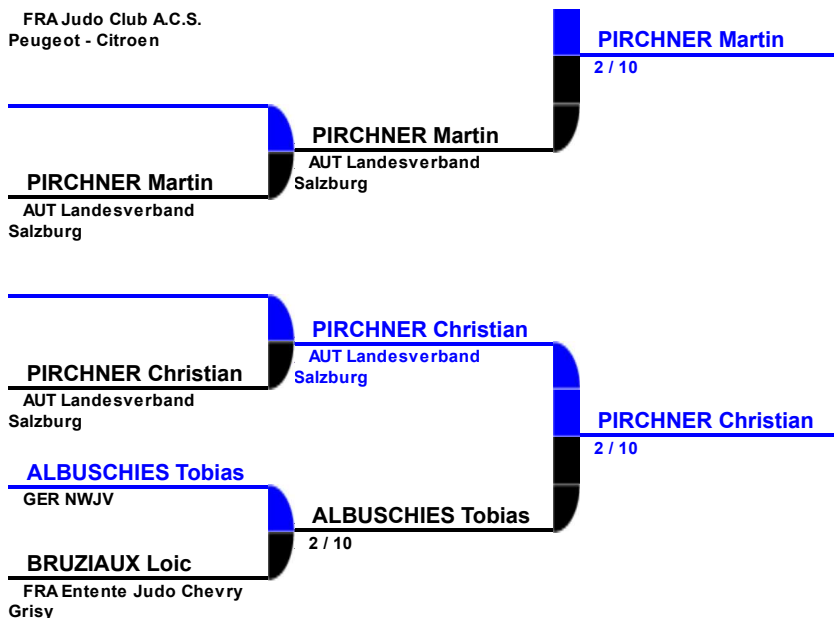 FRA Judo Club A.C.S.
Peugeot - Citroen
PIRCHNER Martin
2 / 10
PIRCHNER Martin
AUT Landesverband
Salzburg
PIRCHNER Martin
AUT Landesverband
Salzburg
PIRCHNER Christian
AUT Landesverband
Salzburg
PIRCHNER Christian
AUT Landesverband
Salzburg
PIRCHNER Christian
2 / 10
ALBUSCHIES Tobias
GER NWJV
ALBUSCHIES Tobias
2 / 10
BRUZIAUX Loic
FRA Entente Judo Chevry
Grisy